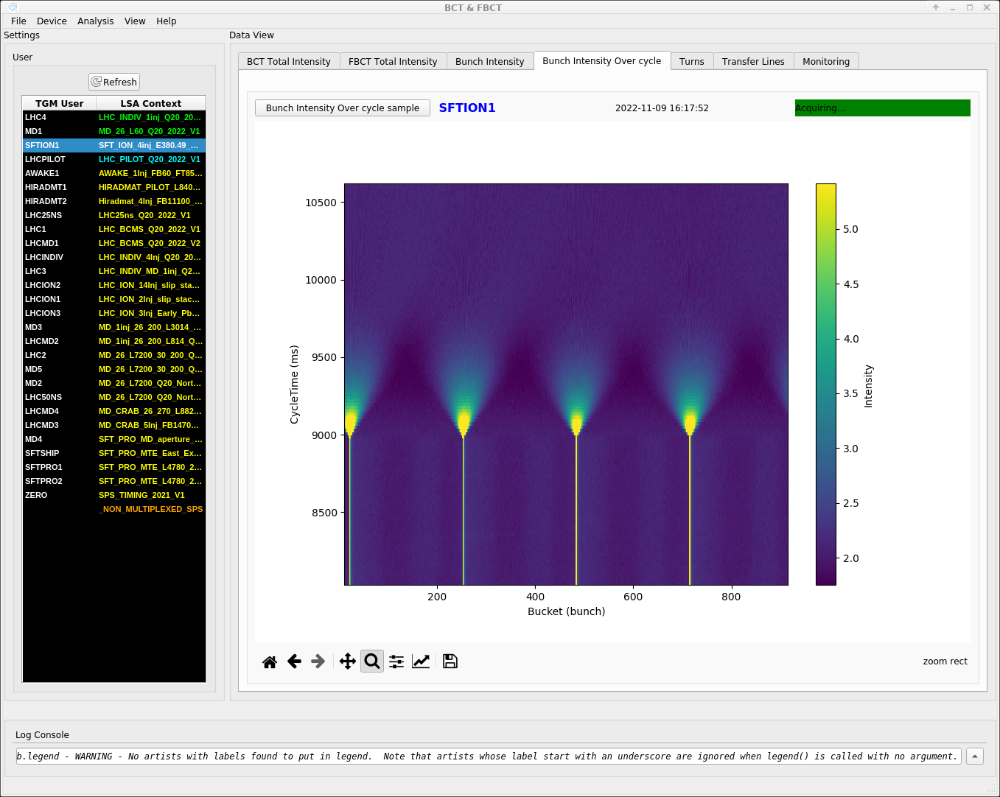 BCT & FBCT
File Device Analysis View Help
Settings
Data View
User
Refresh
TGM User LSA Context
LHC4 LHC_INDIV_1inj_Q20_20...
MD1 MD_26_L60_Q20_2022_V1
SFTION1 SFT_ION_4inj_E380.49_...
LHCPILOT LHC_PILOT_Q20_2022_V1
AWAKE1 AWAKE_1Inj_FB60_FT85...
HIRADMT1 HIRADMAT_PILOT_L840...
HIRADMT2 Hiradmat_4Inj_FB11100_...
LHC25NS LHC25ns_Q20_2022_V1
LHC1 LHC_BCMS_Q20_2022_V1
LHCMD1 LHC_BCMS_Q20_2022_V2
LHCINDIV LHC_INDIV_4Inj_Q20_20...
LHC3 LHC_INDIV_MD_1inj_Q2...
LHCION2 LHC_ION_14Inj_slip_sta...
LHCION1 LHC_ION_2Inj_slip_stac...
LHCION3 LHC_ION_3Inj_Early_Pb...
MD3 MD_1inj_26_200_L3014_...
LHCMD2 MD_1inj_26_200_L814_Q...
LHC2 MD_26_L7200_30_200_Q...
MD5 MD_26_L7200_30_200_Q...
MD2 MD_26_L7200_Q20_Nort...
LHC50NS MD_26_L7200_Q20_Nort...
LHCMD4 MD_CRAB_26_270_L882...
LHCMD3 MD_CRAB_5Inj_FB1470...
MD4 SFT_PRO_MD_aperture_...
SFTSHIP SFT_PRO_MTE_East_Ex...
SFTPRO1 SFT_PRO_MTE_L4780_2...
SFTPRO2 SFT_PRO_MTE_L4780_2...
ZERO SPS_TIMING_2021_V1
_NON_MULTIPLEXED_SPS
BCT Total Intensity FBCT Total Intensity Bunch Intensity Bunch Intensity Over cycle Turns Transfer Lines Monitoring
Bunch Intensity Over cycle sample SFTION1 2022-11-09 16:17:52 Acquiring...
10500
10000
9500
9000
8500
CycleTime (ms)
200 400 600 800
Bucket (bunch)
5.0
4.5
4.0
3.5
3.0
2.5
2.0
Intensity
zoom rect
Log Console
b.legend - WARNING - No artists with labels found to put in legend.  Note that artists whose label start with an underscore are ignored when legend() is called with no argument.